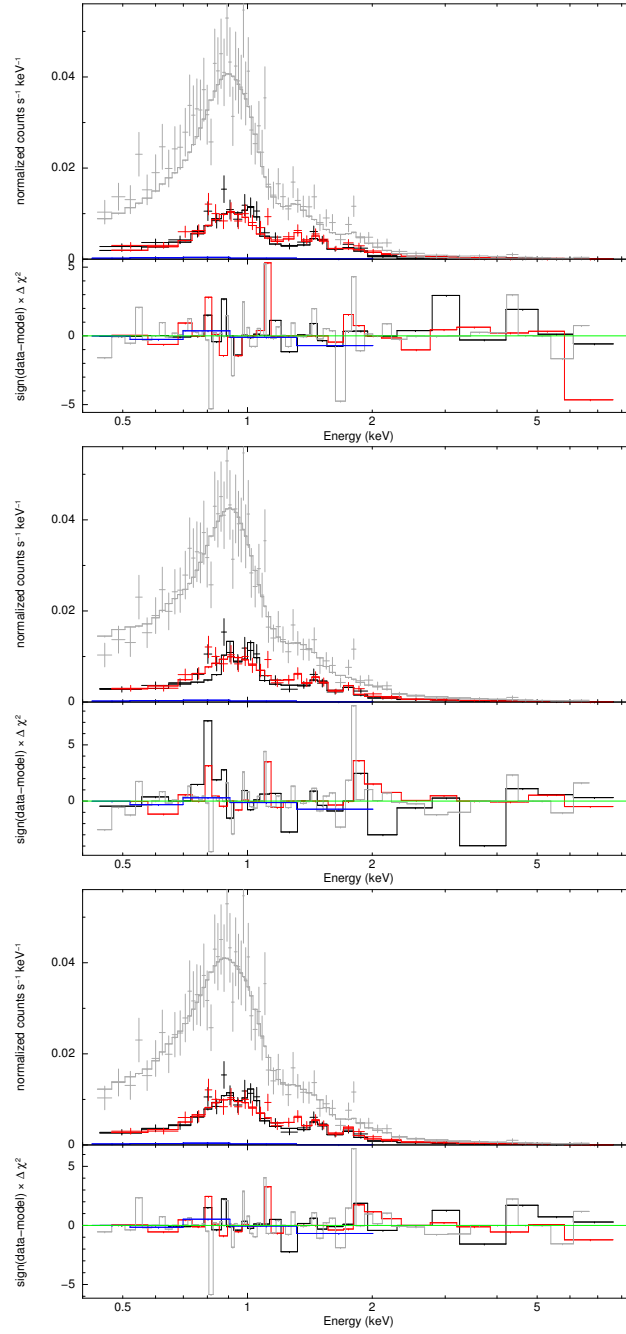 0.04
0.02
0
normalized counts s⁻¹ keV⁻¹
5
0
−5
sign(data−model) × Δ χ²
0.5 1 2 5
Energy (keV)
0.04
0.02
0
normalized counts s⁻¹ keV⁻¹
5
0
sign(data−model) × Δ χ²
0.5 1 2 5
Energy (keV)
0.04
0.02
0
normalized counts s⁻¹ keV⁻¹
5
0
−5
sign(data−model) × Δ χ²
0.5 1 2 5
Energy (keV)